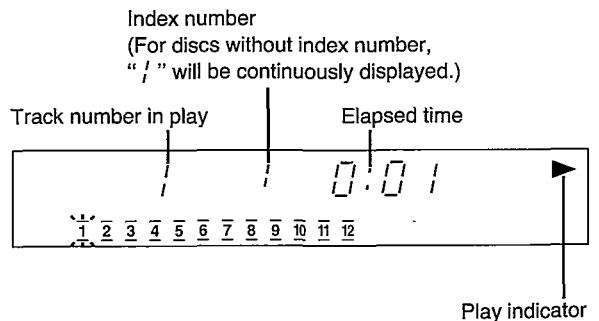 Index number
(For discs without index number,
“ 1 ” will be continuously displayed.)
Track number in play
Elapsed time
1 1 0:01
1 2 3 4 5 6 7 8 9 10 11 12
Play indicator